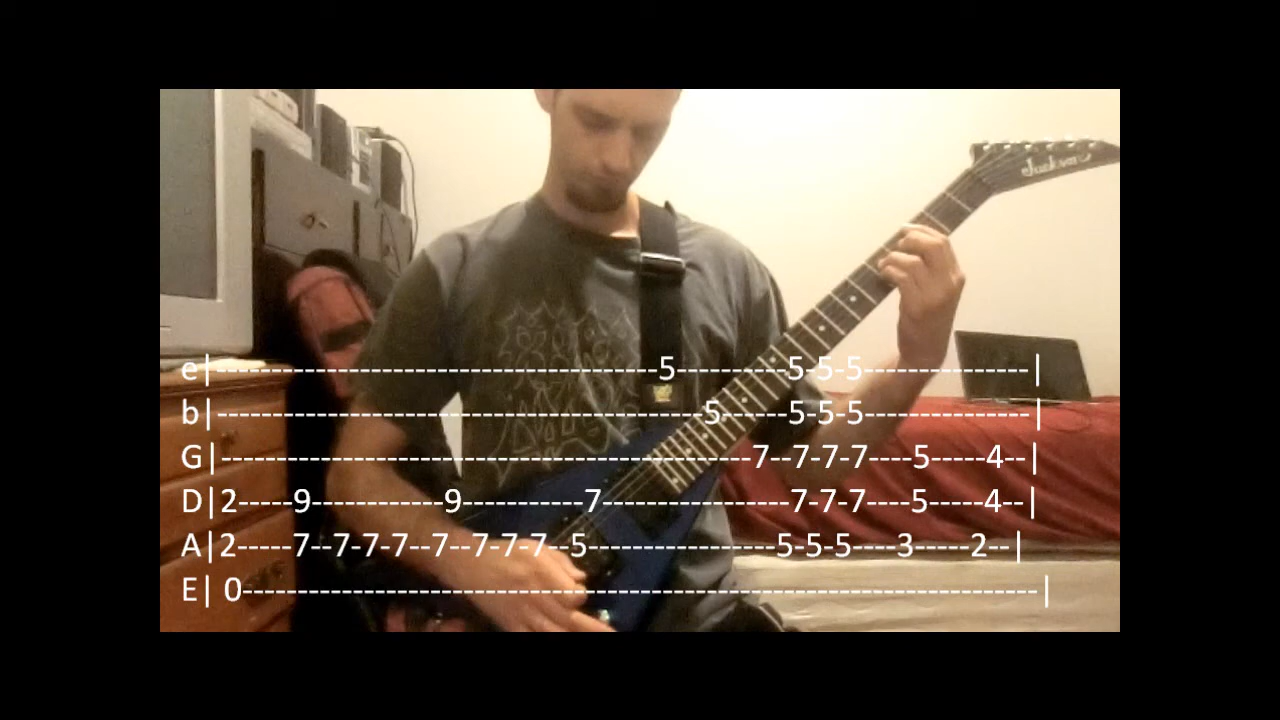 Jackson
e|----------------------------------------5----------5-5-5---------------|
b|--------------------------------------------5------5-5-5---------------|
G|------------------------------------------------7--7-7-7----5-----4--|
D|2-----9------------9-----------7-----------------7-7-7----5-----4--|
A|2-----7--7-7-7--7--7-7-7--5-----------------5-5-5----3-----2--|
E| 0------------------------------------------------------------------------|